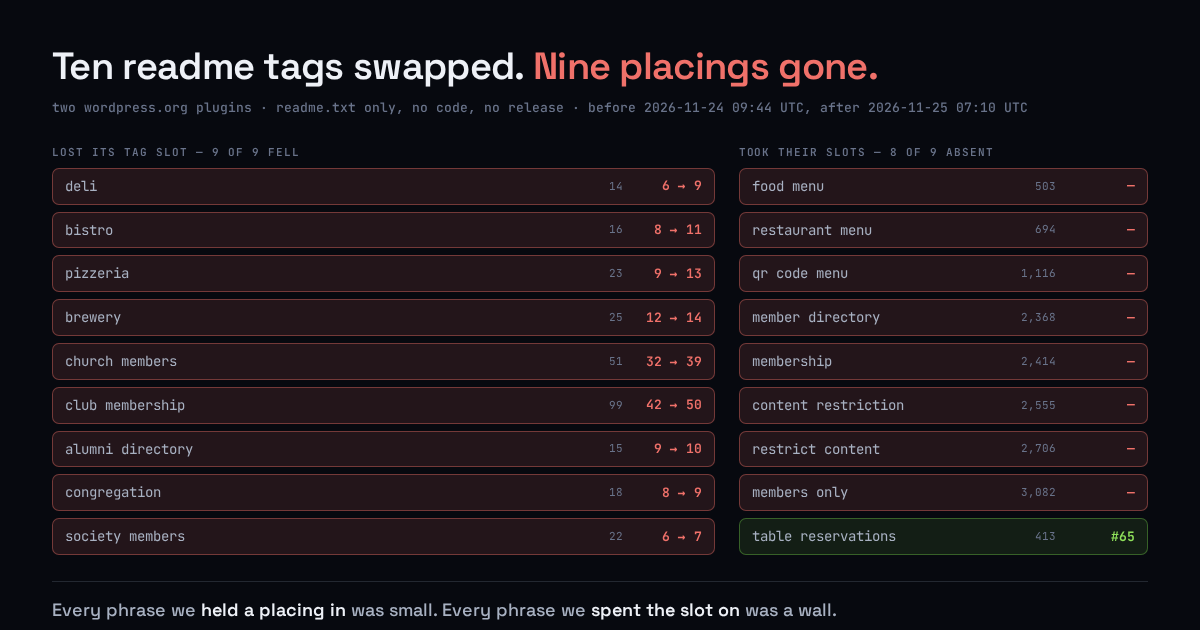 Ten readme tags swapped. Nine placings gone.
two wordpress.org plugins · readme.txt only, no code, no release · before 2026-11-24 09:44 UTC, after 2026-11-25 07:10 UTC
LOST ITS TAG SLOT — 9 OF 9 FELL
deli 14 6 → 9
bistro 16 8 → 11
pizzeria 23 9 → 13
brewery 25 12 → 14
church members 51 32 → 39
club membership 99 42 → 50
alumni directory 15 9 → 10
congregation 18 8 → 9
society members 22 6 → 7
TOOK THEIR SLOTS — 8 OF 9 ABSENT
food menu 503 —
restaurant menu 694 —
qr code menu 1,116 —
member directory 2,368 —
membership 2,414 —
content restriction 2,555 —
restrict content 2,706 —
members only 3,082 —
table reservations 413 #65
Every phrase we held a placing in was small. Every phrase we spent the slot on was a wall.